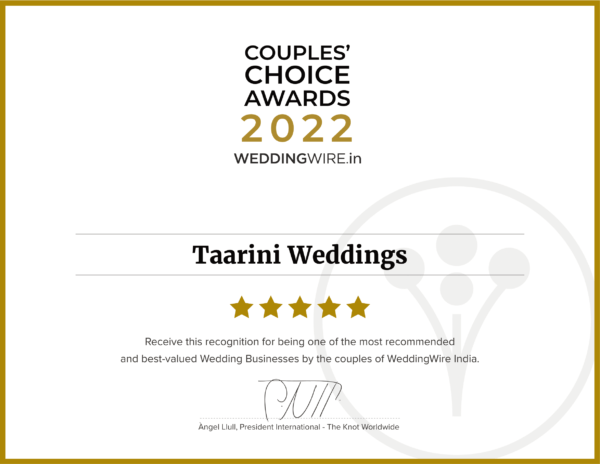 COUPLES'
CHOICE
AWARDS
2022
WEDDINGWIRE.in
Taarini Weddings
Receive this recognition for being one of the most recommended
and best-valued Wedding Businesses by the couples of WeddingWire India.
Àngel Llull, President International - The Knot Worldwide